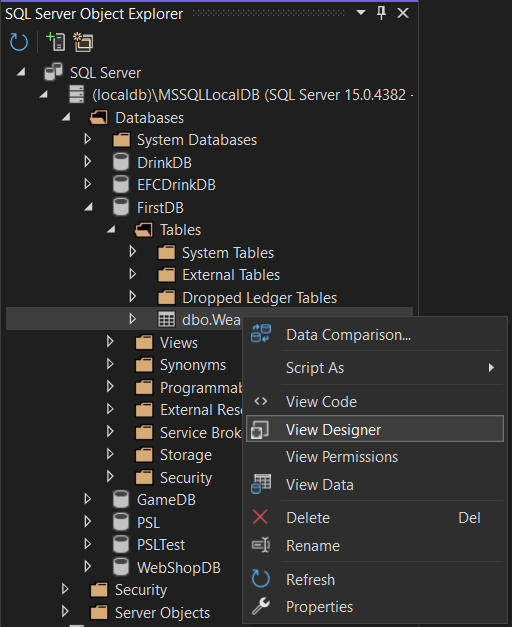 SQL Server Object Explorer
SQL Server
(localdb)\MSSQLLocalDB (SQL Server 15.0.4382 -
Databases
System Databases
DrinkDB
EFCDrinkDB
FirstDB
Tables
System Tables
External Tables
Dropped Ledger Tables
dbo.Wea
Views
Synonyms
Programmab
External Reso
Service Brok
Storage
Security
GameDB
PSL
PSLTest
WebShopDB
Security
Server Objects
Data Comparison...
Script As
View Code
View Designer
View Permissions
View Data
Delete Del
Rename
Refresh
Properties